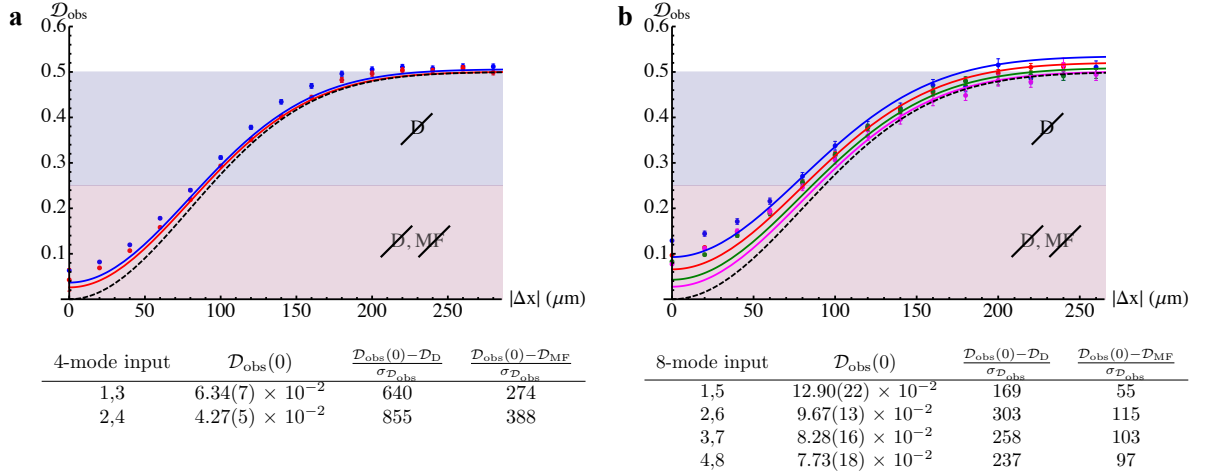 a
𝒟obs
0.6
0.5
0.4
0.3
0.2
0.1
0 50 100 150 200 250
|Δx| (μm)
D
D, MF
4-mode input 𝒟obs(0) (𝒟obs(0)−𝒟D)/σ𝒟obs (𝒟obs(0)−𝒟MF)/σ𝒟obs
1,3 6.34(7) × 10⁻² 640 274
2,4 4.27(5) × 10⁻² 855 388
b
𝒟obs
0.6
0.5
0.4
0.3
0.2
0.1
0 50 100 150 200 250
|Δx| (μm)
D
D, MF
8-mode input 𝒟obs(0) (𝒟obs(0)−𝒟D)/σ𝒟obs (𝒟obs(0)−𝒟MF)/σ𝒟obs
1,5 12.90(22) × 10⁻² 169 55
2,6 9.67(13) × 10⁻² 303 115
3,7 8.28(16) × 10⁻² 258 103
4,8 7.73(18) × 10⁻² 237 97